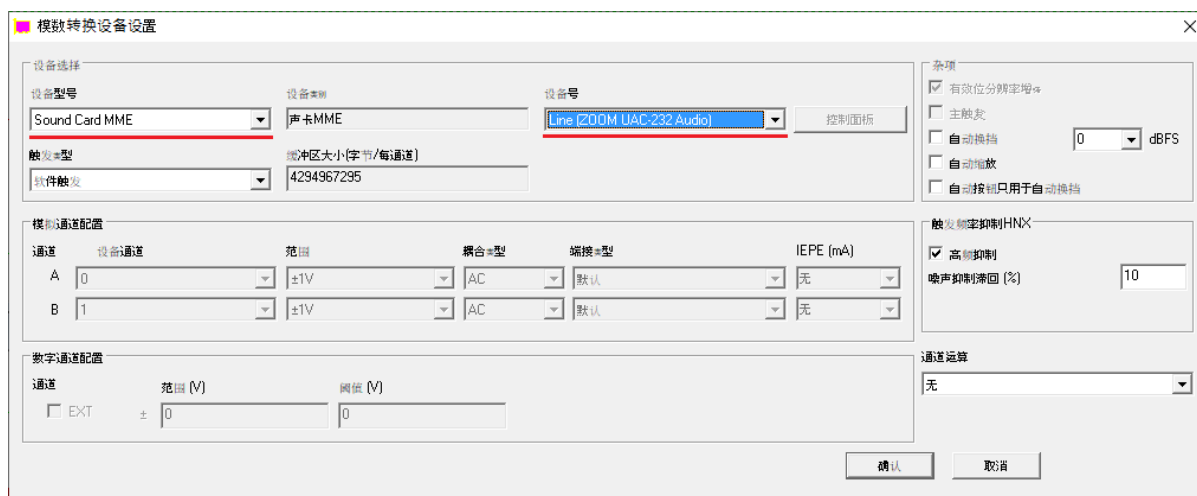 模数转换设备设置
设备选择
设备型号 设备类别 设备号
Sound Card MME 声卡MME Line (ZOOM UAC-232 Audio) 控制面板
触发类型 缓冲区大小(字节/每通道)
软件触发 4294967295
杂项
有效位分辨率增强
主触发
自动换挡 0 dBFS
自动缩放
自动按钮只用于自动换挡
模拟通道配置
通道 设备通道 范围 耦合类型 端接类型 IEPE (mA)
A 0 ±1V AC 默认 无
B 1 ±1V AC 默认 无
触发频率抑制HNX
高频抑制
噪声抑制滞回 (%) 10
数字通道配置
通道 范围 (V) 阈值 (V)
EXT ± 0 0
通道运算
无
确认 取消